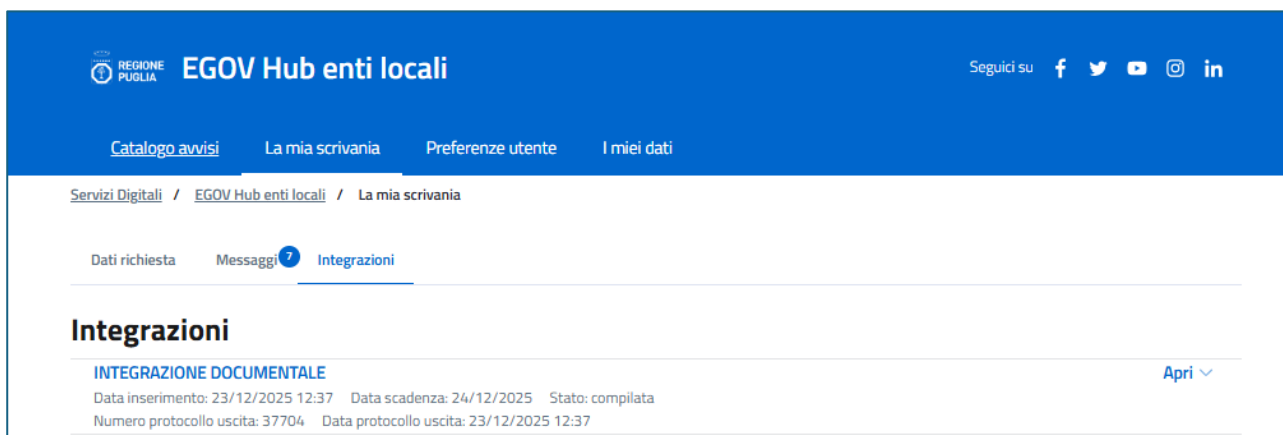 REGIONE PUGLIA EGOV Hub enti locali Seguici su
Catalogo avvisi La mia scrivania Preferenze utente I miei dati
Servizi Digitali / EGOV Hub enti locali / La mia scrivania
Dati richiesta Messaggi 7 Integrazioni
Integrazioni
INTEGRAZIONE DOCUMENTALE Apri
Data inserimento: 23/12/2025 12:37 Data scadenza: 24/12/2025 Stato: compilata
Numero protocollo uscita: 37704 Data protocollo uscita: 23/12/2025 12:37